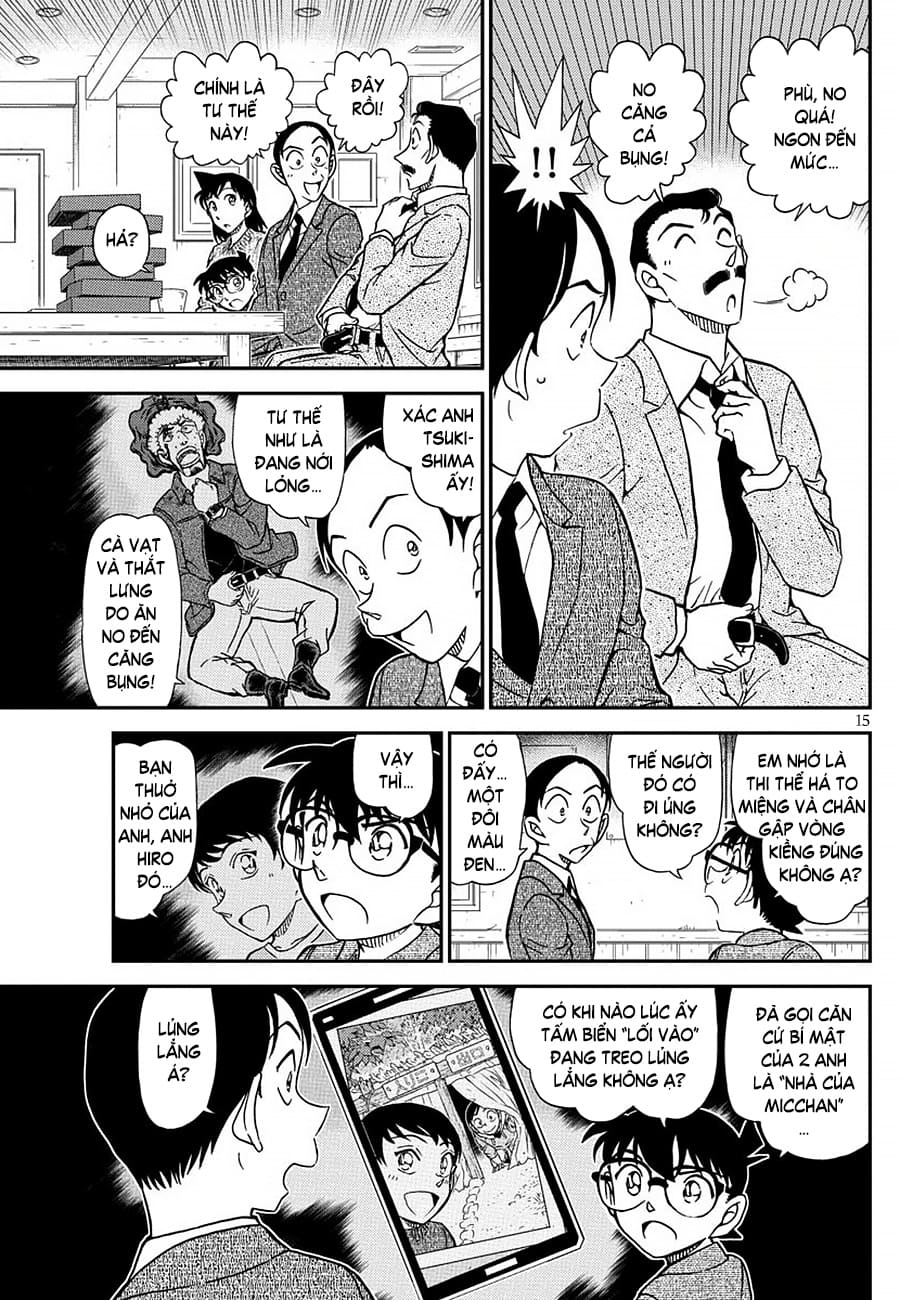 PHÙ, NO
QUÁ!
NGON ĐẾN
MỨC...
NO
CĂNG
CẢ
BỤNG!
!!
ĐÂY
RỒI!
CHÍNH LÀ
TƯ THẾ
NÀY!
HẢ?
XÁC ANH
TSUKI-
SHIMA
ẤY!
TƯ THẾ
NHƯ LÀ
ĐANG NỚI
LỎNG...
CÀ VẠT
VÀ THẮT
LƯNG
DO ĂN
NO ĐẾN
CĂNG
BỤNG!
15
EM NHỚ LÀ
THI THỂ HÁ TO
MIỆNG VÀ CHÂN
GẬP VÒNG
KIỀNG ĐÚNG
KHÔNG Ạ?
THẾ NGƯỜI
ĐÓ CÓ
ĐI ỦNG
KHÔNG?
CÓ
ĐẤY...
MỘT
ĐÔI
MÀU
ĐEN...
VẬY
THÌ...
BẠN
THUỞ
NHỎ CỦA
ANH, ANH
HIRO
ĐÓ...
ĐÃ GỌI CĂN
CỨ BÍ MẬT
CỦA 2 ANH
LÀ "NHÀ CỦA
MICCHAN"
...
CÓ KHI NÀO LÚC ẤY
TẤM BIỂN "LỐI VÀO"
ĐANG TREO LỦNG
LẲNG KHÔNG Ạ?
LỦNG
LẲNG
Á?